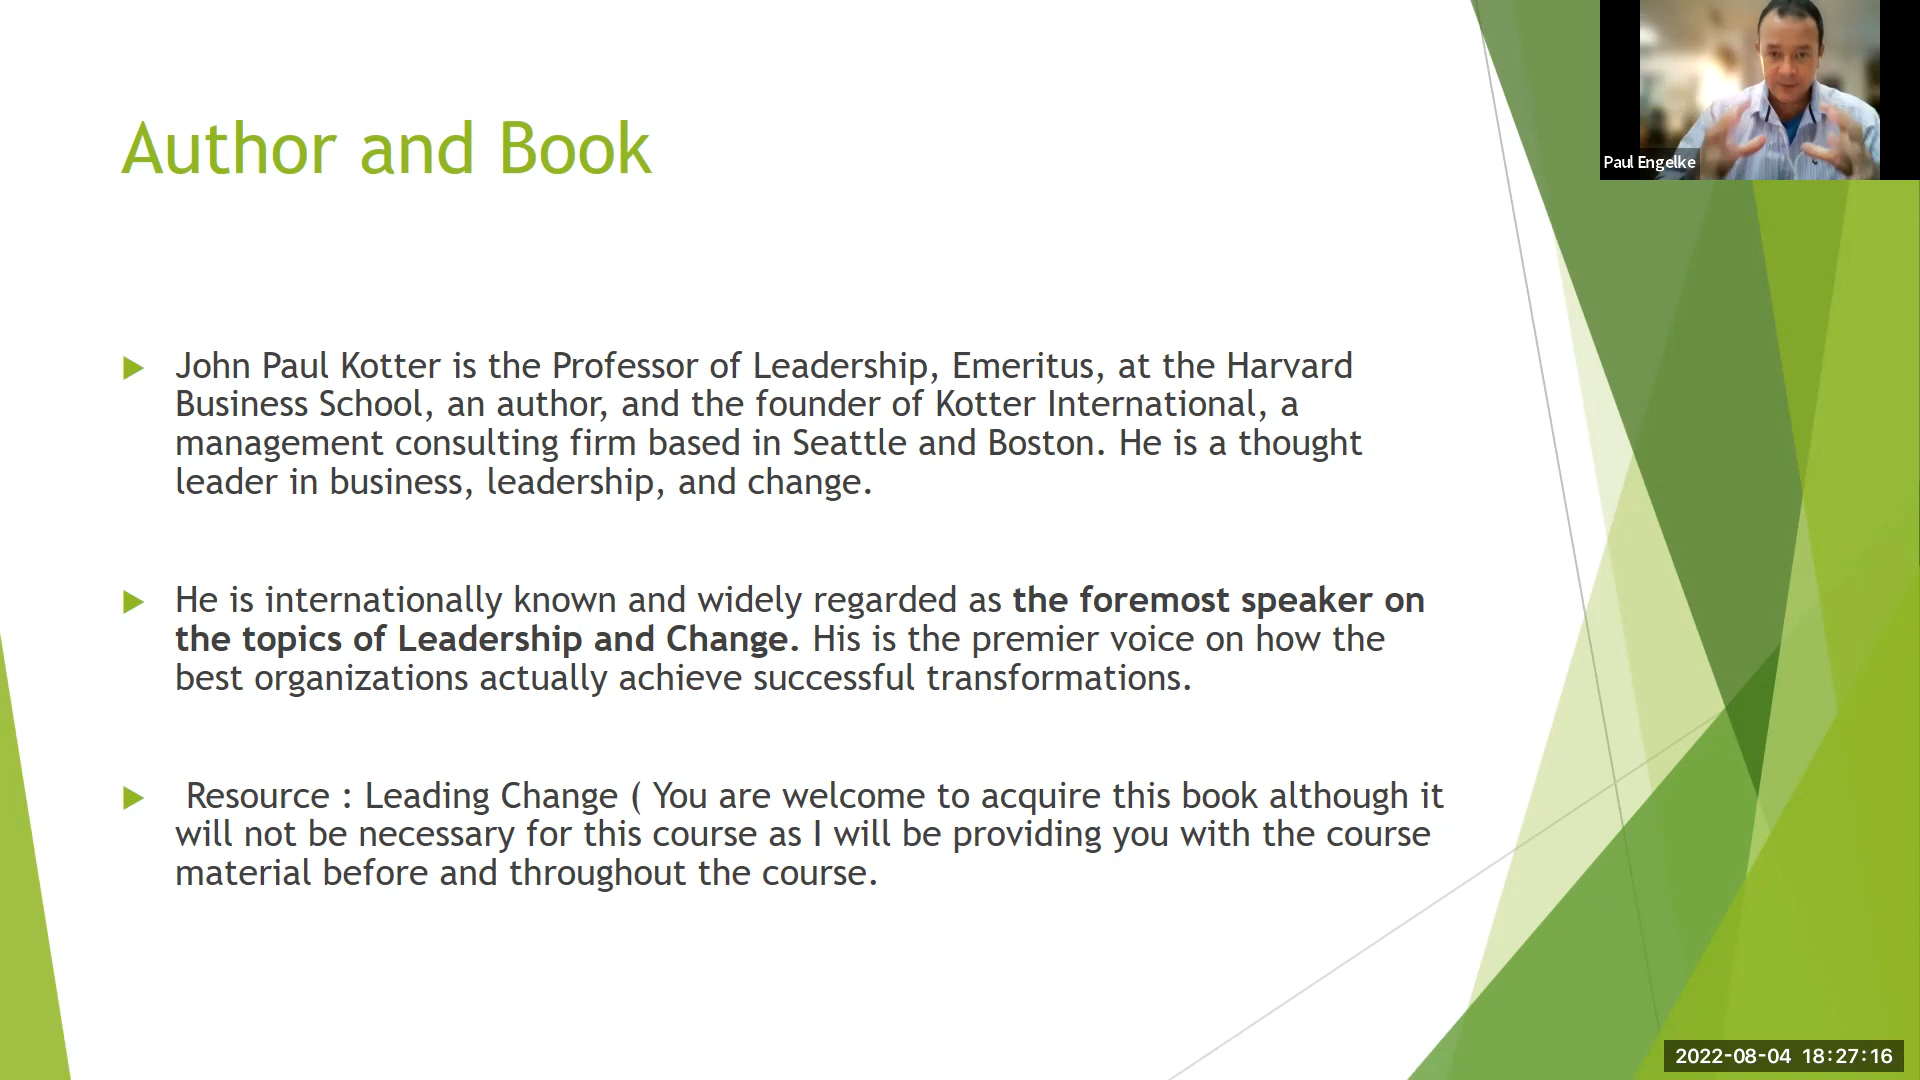 Author and Book
John Paul Kotter is the Professor of Leadership, Emeritus, at the Harvard
Business School, an author, and the founder of Kotter International, a
management consulting firm based in Seattle and Boston. He is a thought
leader in business, leadership, and change.
He is internationally known and widely regarded as the foremost speaker on
the topics of Leadership and Change. His is the premier voice on how the
best organizations actually achieve successful transformations.
Resource : Leading Change ( You are welcome to acquire this book although it
will not be necessary for this course as I will be providing you with the course
material before and throughout the course.
Paul Engelke
2022-08-04 18:27:16